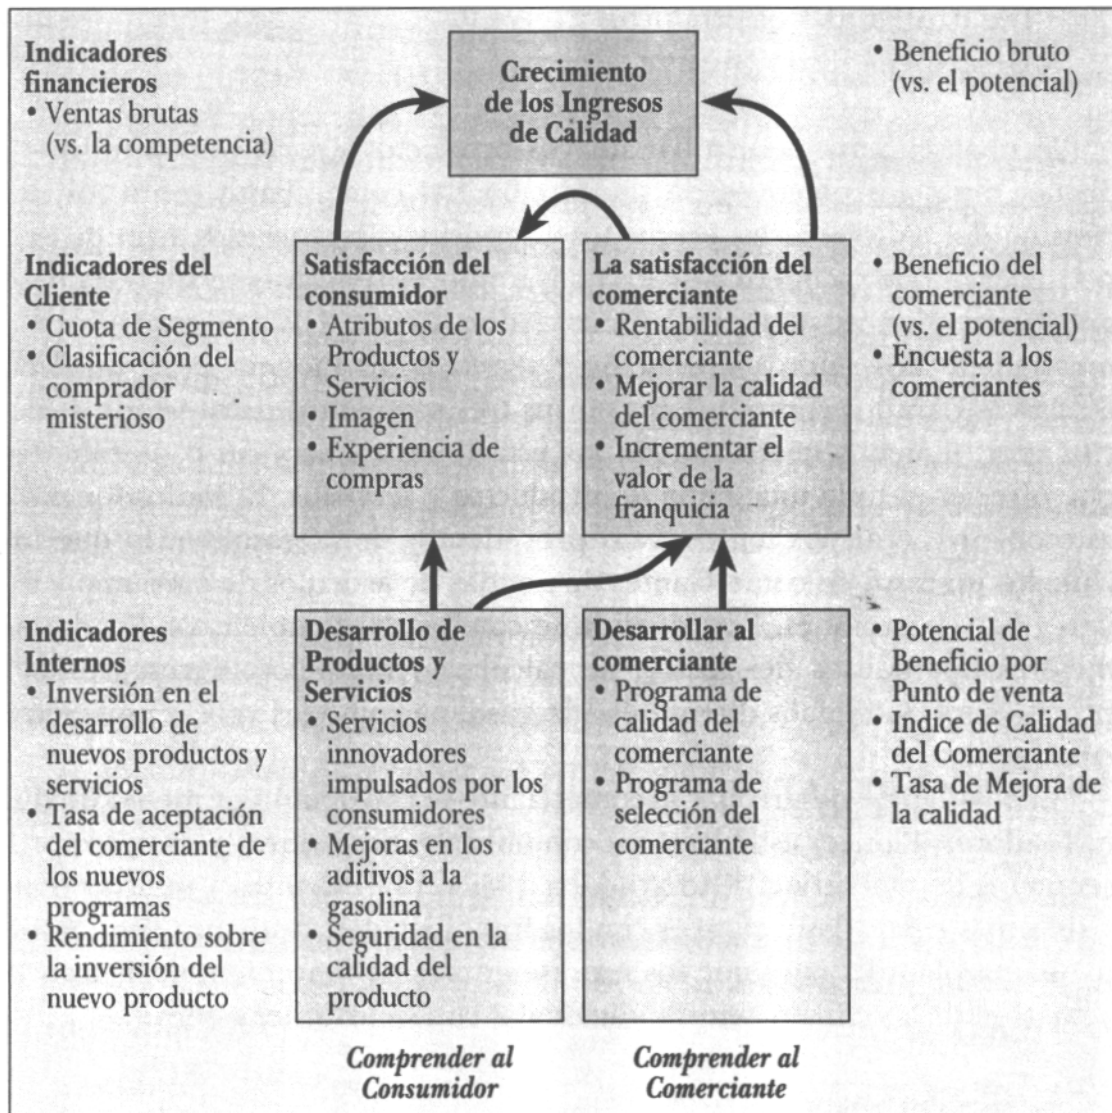 Indicadores
financieros
• Ventas brutas
(vs. la competencia)
Crecimiento
de los Ingresos
de Calidad
• Beneficio bruto
(vs. el potencial)
Indicadores del
Cliente
• Cuota de Segmento
• Clasificación del
comprador
misterioso
Satisfacción del
consumidor
• Atributos de los
Productos y
Servicios
• Imagen
• Experiencia de
compras
La satisfacción del
comerciante
• Rentabilidad del
comerciante
• Mejorar la calidad
del comerciante
• Incrementar el
valor de la
franquicia
• Beneficio del
comerciante
(vs. el potencial)
• Encuesta a los
comerciantes
Indicadores
Internos
• Inversión en el
desarrollo de
nuevos productos y
servicios
• Tasa de aceptación
del comerciante de
los nuevos
programas
• Rendimiento sobre
la inversión del
nuevo producto
Desarrollo de
Productos y
Servicios
• Servicios
innovadores
impulsados por los
consumidores
• Mejoras en los
aditivos a la
gasolina
• Seguridad en la
calidad del
producto
Desarrollar al
comerciante
• Programa de
calidad del
comerciante
• Programa de
selección del
comerciante
• Potencial de
Beneficio por
Punto de venta
• Indice de Calidad
del Comerciante
• Tasa de Mejora de
la calidad
Comprender al
Consumidor
Comprender al
Comerciante